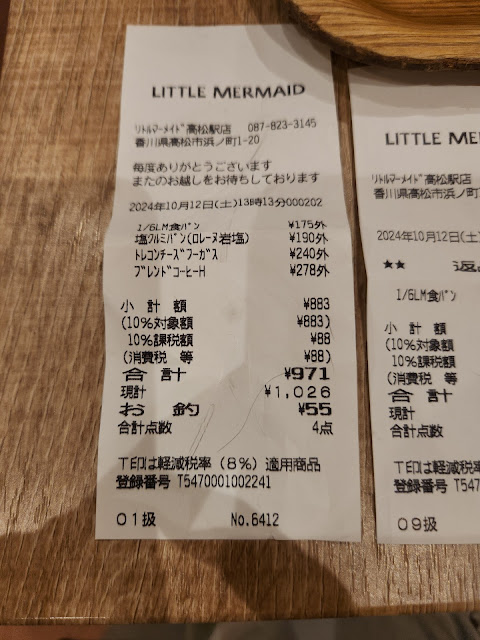 LITTLE MERMAID
ﾘﾄﾙﾏｰﾒｲﾄﾞ高松駅店 087-823-3145
香川県高松市浜ノ町1-20
毎度ありがとうございます
またのお越しをお待ちしております
2024年10月12日(土)13時13分000202
1/6LM食ﾊﾟﾝ ¥175外
塩ｸﾙﾐﾊﾟﾝ(ﾛﾚｰﾇ岩塩) ¥190外
ﾄﾚｺﾝﾁｰｽﾞﾌｰｶﾞｽ ¥240外
ﾌﾞﾚﾝﾄﾞｺｰﾋｰH ¥278外
小計額 ¥883
(10%対象額 ¥883)
10%課税額 ¥88
(消費税 等 ¥88)
合計 ¥971
現計 ¥1,026
お釣 ¥55
合計点数 4点
T印は軽減税率(8%)適用商品
登録番号 T5470001002241
01扱 No.6412
LITTLE ME
ﾘﾄﾙﾏｰﾒｲﾄﾞ高松駅店
香川県高松市浜ノ町
2024年10月12日(土
★★ 返
1/6LM食ﾊﾟﾝ
小計額
(10%対象額
10%課税額
(消費税 等
合計
現計
合計点数
T印は軽減税率
登録番号 T547
09扱